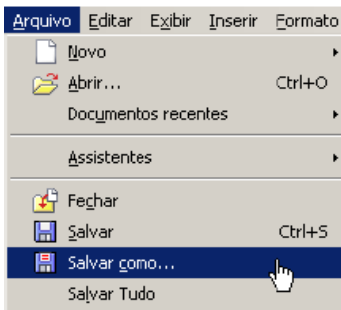 Arquivo Editar Exibir Inserir Formato
Novo
Abrir... Ctrl+O
Documentos recentes
Assistentes
Fechar
Salvar Ctrl+S
Salvar como...
Salvar Tudo